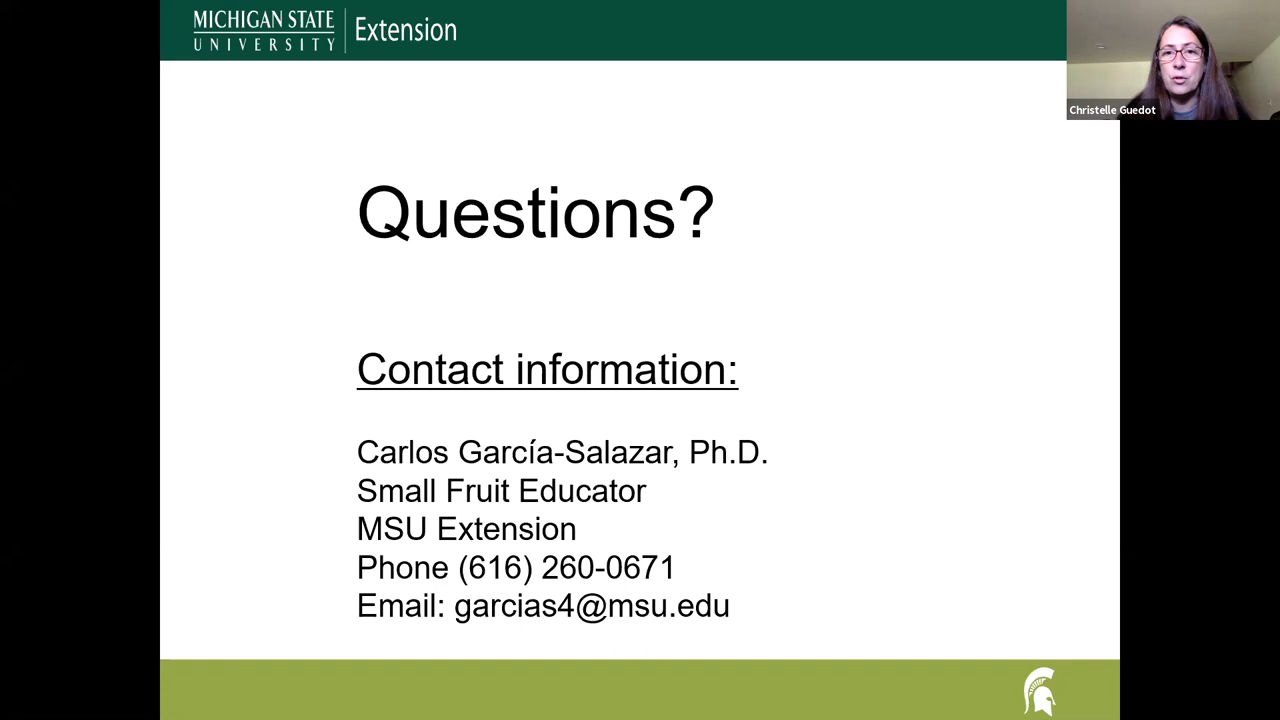 MICHIGAN STATE
UNIVERSITY
Extension
Christelle Guedot
Questions?
Contact information:
Carlos García-Salazar, Ph.D.
Small Fruit Educator
MSU Extension
Phone (616) 260-0671
Email: garcias4@msu.edu